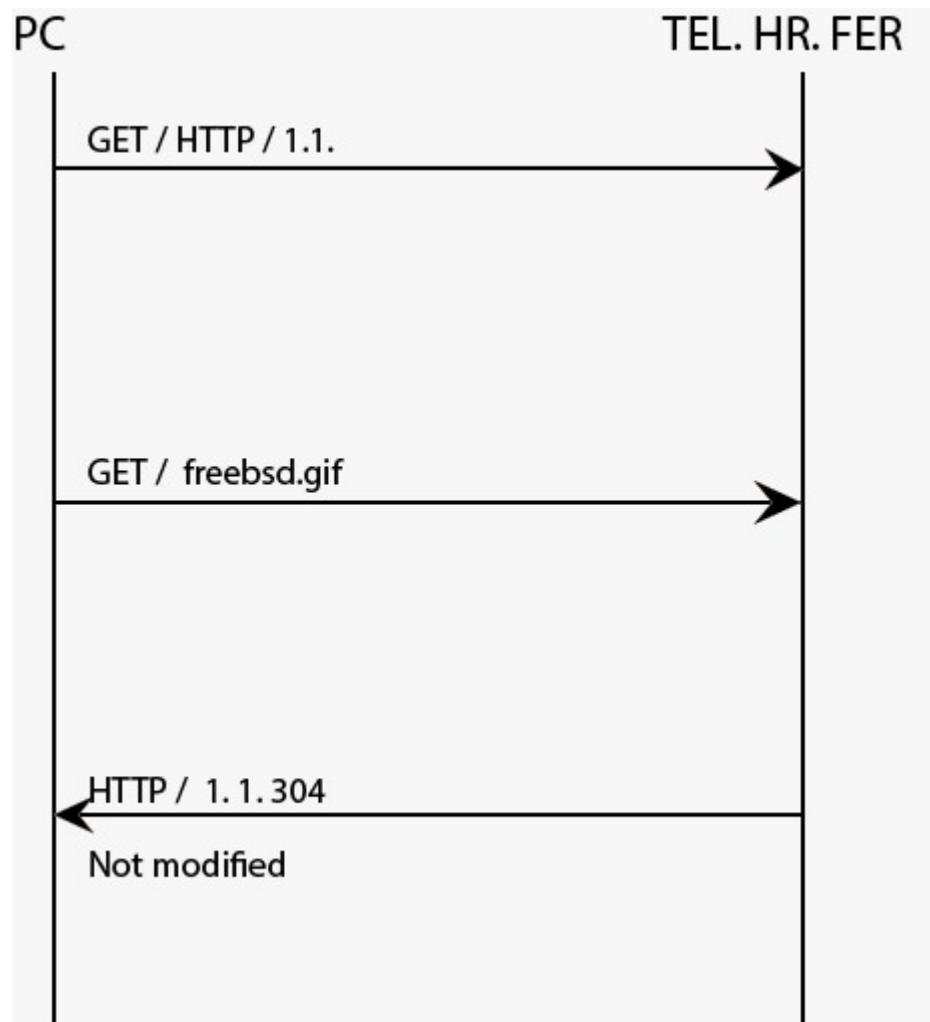 PC
TEL. HR. FER
GET / HTTP / 1.1.
GET / freebsd.gif
HTTP / 1. 1. 304
Not modified